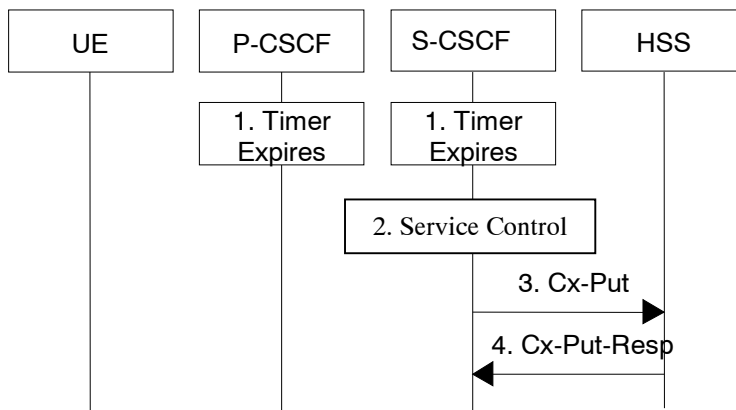 UE
P-CSCF
S-CSCF
HSS
1. Timer
Expires
1. Timer
Expires
2. Service Control
3. Cx-Put
4. Cx-Put-Resp